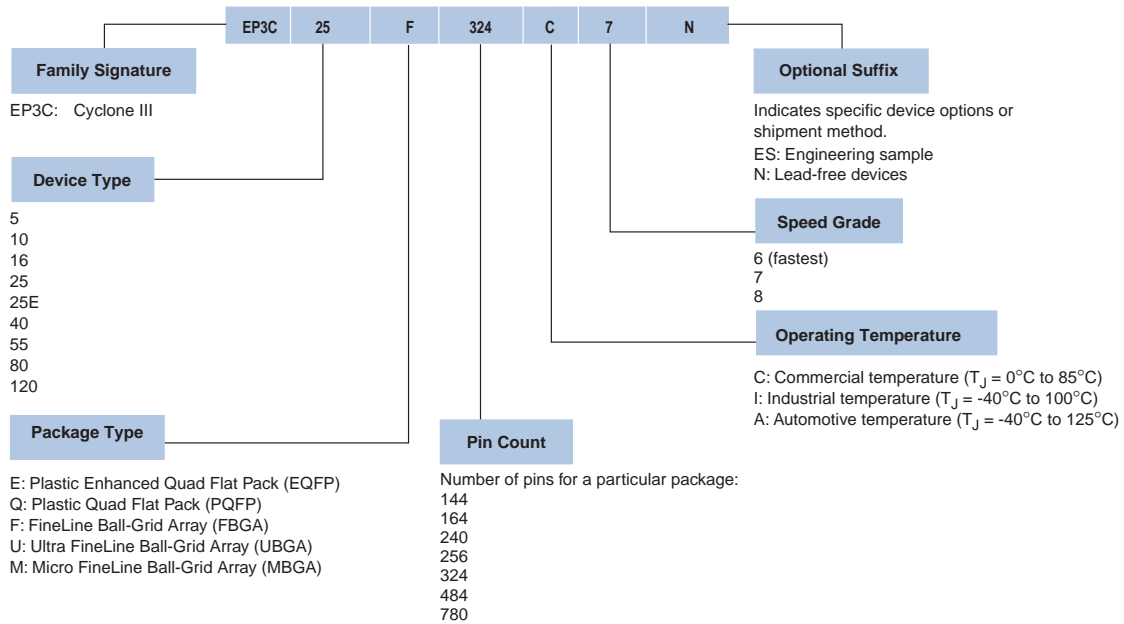 EP3C 25 F 324 C 7 N
Family Signature
EP3C: Cyclone III
Device Type
5
10
16
25
25E
40
55
80
120
Package Type
E: Plastic Enhanced Quad Flat Pack (EQFP)
Q: Plastic Quad Flat Pack (PQFP)
F: FineLine Ball-Grid Array (FBGA)
U: Ultra FineLine Ball-Grid Array (UBGA)
M: Micro FineLine Ball-Grid Array (MBGA)
Pin Count
Number of pins for a particular package:
144
164
240
256
324
484
780
Optional Suffix
Indicates specific device options or
shipment method.
ES: Engineering sample
N: Lead-free devices
Speed Grade
6 (fastest)
7
8
Operating Temperature
C: Commercial temperature (TJ = 0°C to 85°C)
I: Industrial temperature (TJ = -40°C to 100°C)
A: Automotive temperature (TJ = -40°C to 125°C)